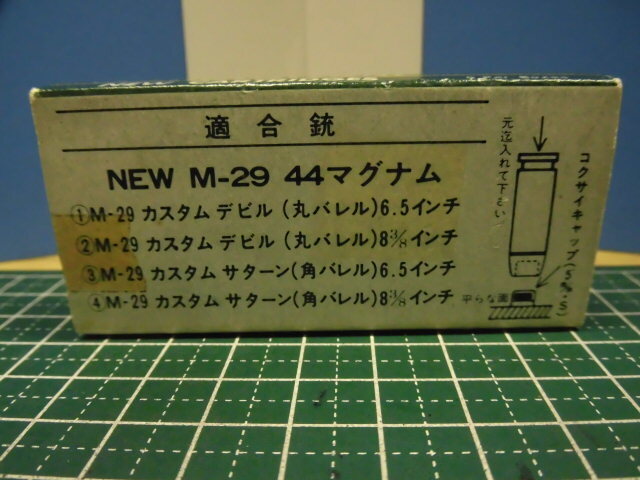 適合銃
NEW M-29 44マグナム
①M-29 カスタム デビル (丸バレル)6.5インチ
②M-29 カスタム デビル (丸バレル)8⅜インチ
③M-29 カスタム サターン(角バレル)6.5インチ
④M-29 カスタム サターン(角バレル)8⅜インチ
元迄入れて下さい
コクサイキャップ
平らな面